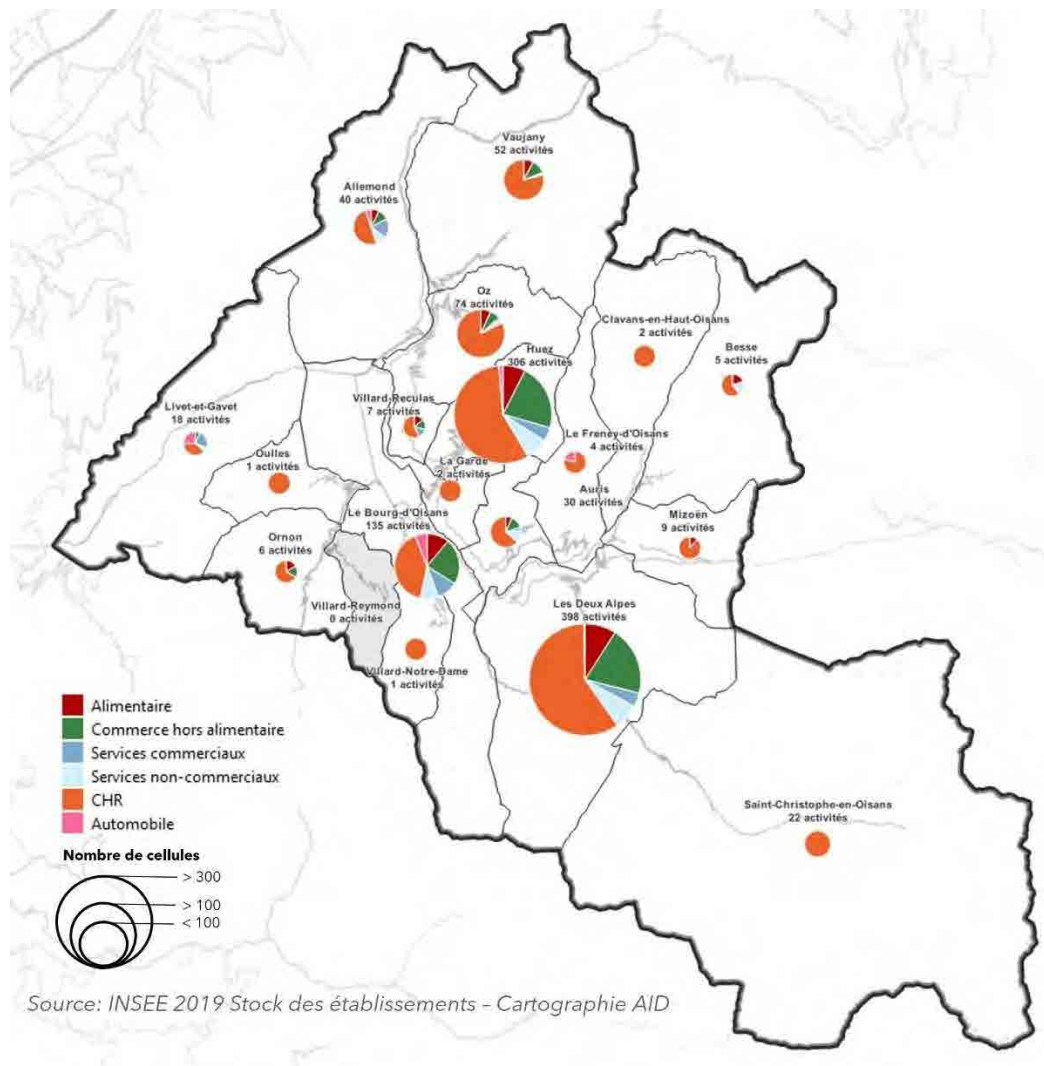 Vaujany
52 activités
Allemond
40 activités
Oz
74 activités
Clavans-en-Haut-Oisans
2 activités
Huez
306 activités
Besse
5 activités
Villard-Reculas
7 activités
Livet-et-Gavet
18 activités
Le Freney-d'Oisans
4 activités
Oulles
1 activités
La Garde
2 activités
Auris
30 activités
Le Bourg-d'Oisans
135 activités
Mizoën
9 activités
Ornon
6 activités
Villard-Reymond
0 activités
Les Deux Alpes
398 activités
Villard-Notre-Dame
1 activités
Alimentaire
Commerce hors alimentaire
Services commerciaux
Services non-commerciaux
CHR
Automobile
Saint-Christophe-en-Oisans
22 activités
Nombre de cellules
> 300
> 100
< 100
Source: INSEE 2019 Stock des établissements – Cartographie AID